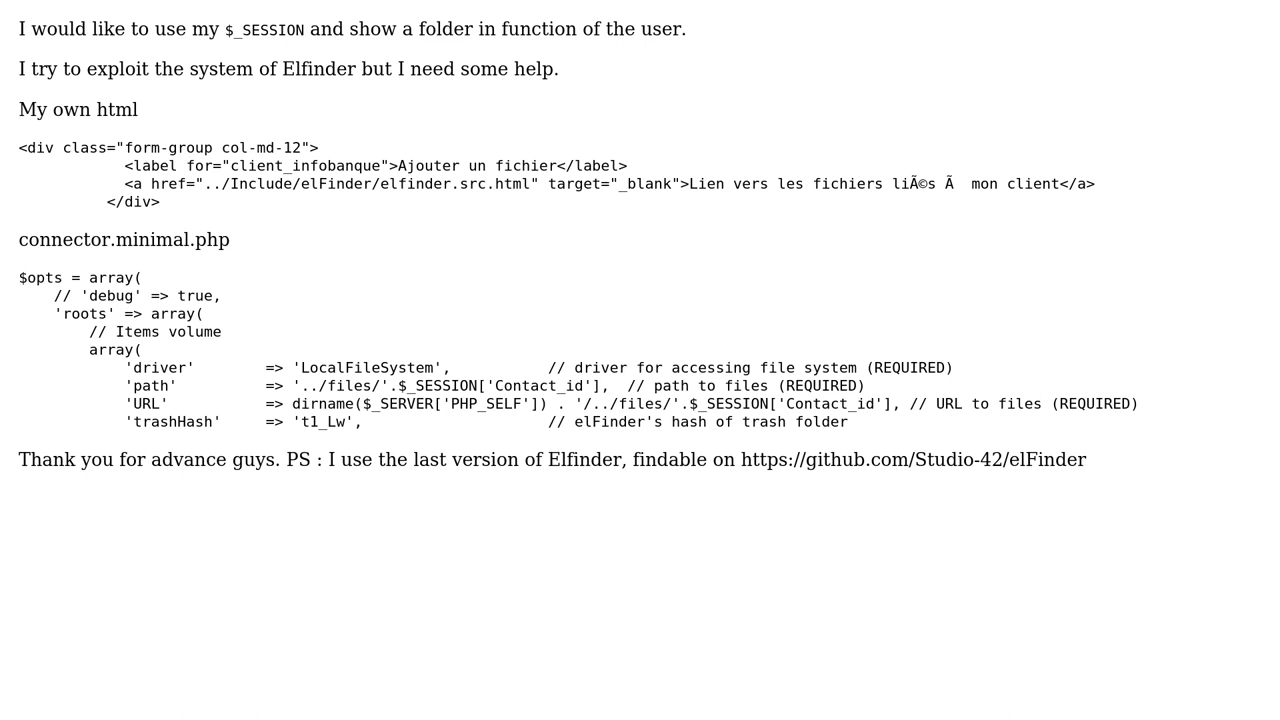 I would like to use my $_SESSION and show a folder in function of the user.
I try to exploit the system of Elfinder but I need some help.
My own html
<div class="form-group col-md-12">
            <label for="client_infobanque">Ajouter un fichier</label>
            <a href="../Include/elFinder/elfinder.src.html" target="_blank">Lien vers les fichiers liÃ©s Ã  mon client</a>
          </div>
connector.minimal.php
$opts = array(
    // 'debug' => true,
    'roots' => array(
        // Items volume
        array(
            'driver'        => 'LocalFileSystem',           // driver for accessing file system (REQUIRED)
            'path'          => '../files/'.$_SESSION['Contact_id'],  // path to files (REQUIRED)
            'URL'           => dirname($_SERVER['PHP_SELF']) . '/../files/'.$_SESSION['Contact_id'], // URL to files (REQUIRED)
            'trashHash'     => 't1_Lw',                     // elFinder's hash of trash folder
Thank you for advance guys. PS : I use the last version of Elfinder, findable on https://github.com/Studio-42/elFinder